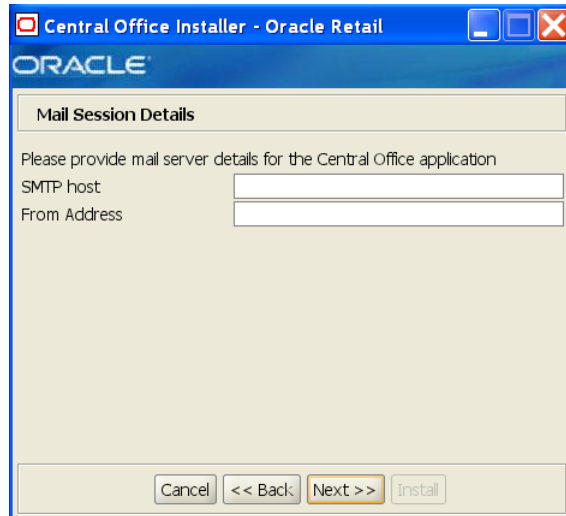 Central Office Installer - Oracle Retail
ORACLE
Mail Session Details
Please provide mail server details for the Central Office application
SMTP host
From Address
Cancel << Back Next >> Install